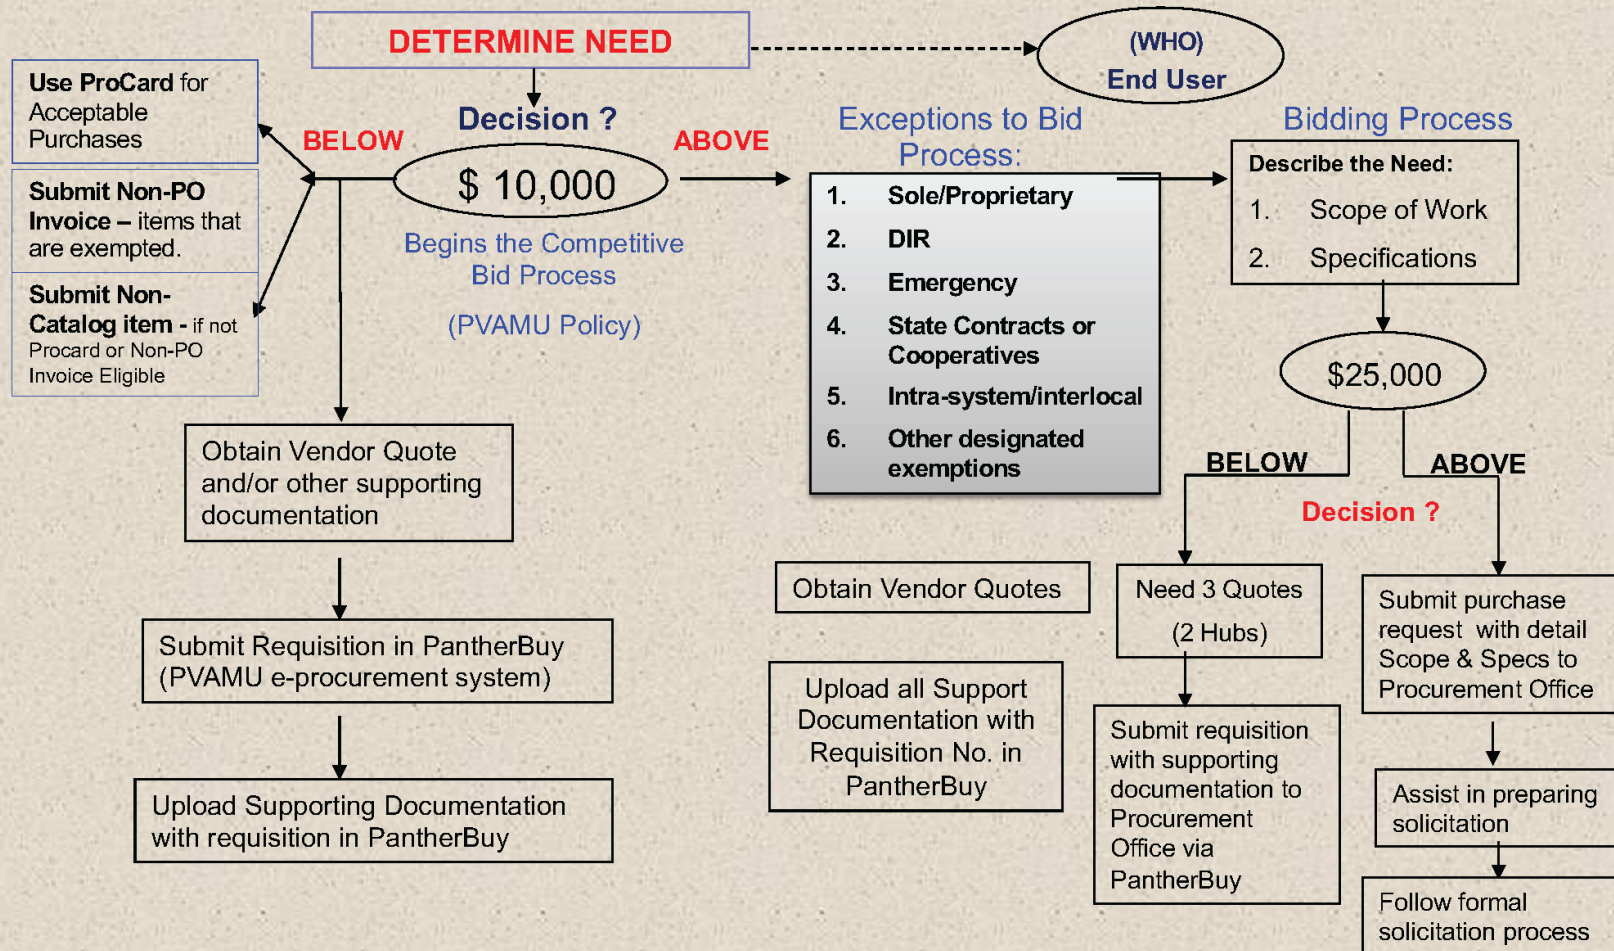 DETERMINE NEED
(WHO)
End User
Use ProCard for
Acceptable
Purchases
Submit Non-PO
Invoice – items that
are exempted.
Submit Non-
Catalog item - if not
Procard or Non-PO
Invoice Eligible
BELOW
Decision ?
$ 10,000
ABOVE
Begins the Competitive
Bid Process
(PVAMU Policy)
Obtain Vendor Quote
and/or other supporting
documentation
Submit Requisition in PantherBuy
(PVAMU e-procurement system)
Upload Supporting Documentation
with requisition in PantherBuy
Exceptions to Bid
Process:
1. Sole/Proprietary
2. DIR
3. Emergency
4. State Contracts or
Cooperatives
5. Intra-system/interlocal
6. Other designated
exemptions
Obtain Vendor Quotes
Upload all Support
Documentation with
Requisition No. in
PantherBuy
Bidding Process
Describe the Need:
1. Scope of Work
2. Specifications
$25,000
BELOW
ABOVE
Decision ?
Need 3 Quotes
(2 Hubs)
Submit requisition
with supporting
documentation to
Procurement
Office via
PantherBuy
Submit purchase
request with detail
Scope & Specs to
Procurement Office
Assist in preparing
solicitation
Follow formal
solicitation process